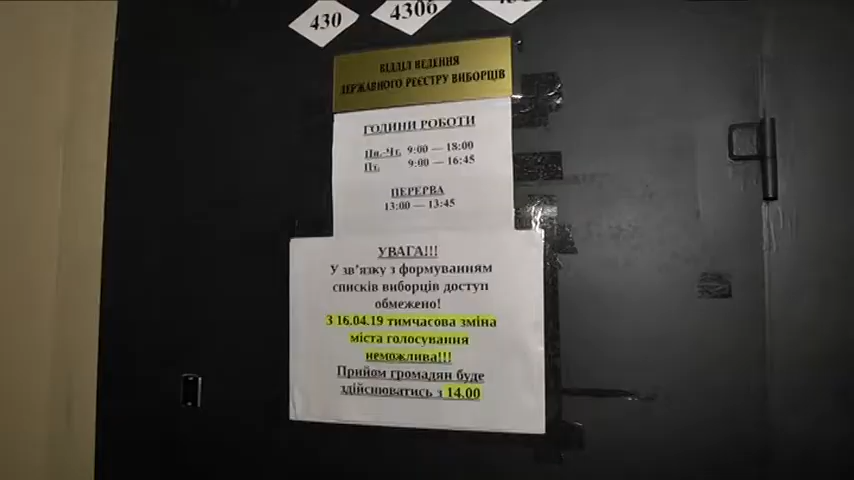 430
430б
ВІДДІЛ ВЕДЕННЯ
ДЕРЖАВНОГО РЕЄСТРУ ВИБОРЦІВ
ГОДИНИ РОБОТИ
Пн.-Чт. 9:00 — 18:00
Пт. 9:00 — 16:45
ПЕРЕРВА
13:00 — 13:45
УВАГА!!!
У зв'язку з формуванням
списків виборців доступ
обмежено!
З 16.04.19 тимчасова зміна
міста голосування
неможлива!!!
Прийом громадян буде
здійснюватись з 14.00